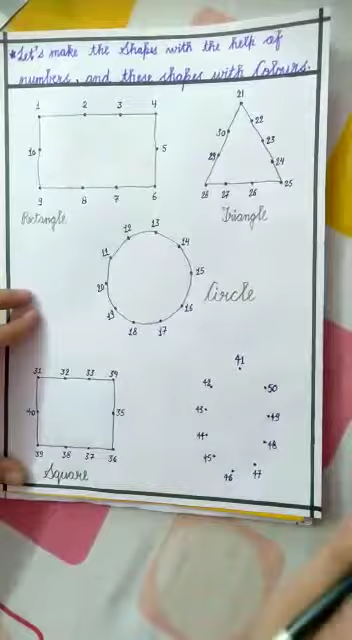 *Let's make the shapes with the help of
numbers, and these shapes with Colours.
1 2 3 4
10 5
9 8 7 6
Rectangle
21
30 22
23
29 24
28 27 26 25
Triangle
12 13
11 14
20 15
19 16
18 17
Circle
31 32 33 34
40 35
39 38 37 36
Square
41
42 50
43 49
44 48
45
46 47